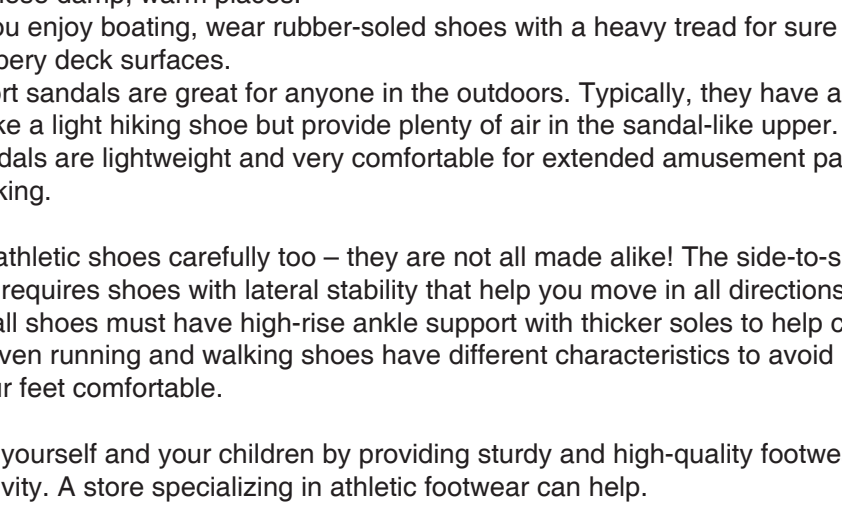 damp, warm places.
ou enjoy boating, wear rubber-soled shoes with a heavy tread for sure
pery deck surfaces.
rt sandals are great for anyone in the outdoors. Typically, they have a
ke a light hiking shoe but provide plenty of air in the sandal-like upper.
dals are lightweight and very comfortable for extended amusement pa
king.
athletic shoes carefully too – they are not all made alike! The side-to-s
requires shoes with lateral stability that help you move in all directions
all shoes must have high-rise ankle support with thicker soles to help c
ven running and walking shoes have different characteristics to avoid
ur feet comfortable.
yourself and your children by providing sturdy and high-quality footwe
vity. A store specializing in athletic footwear can help.